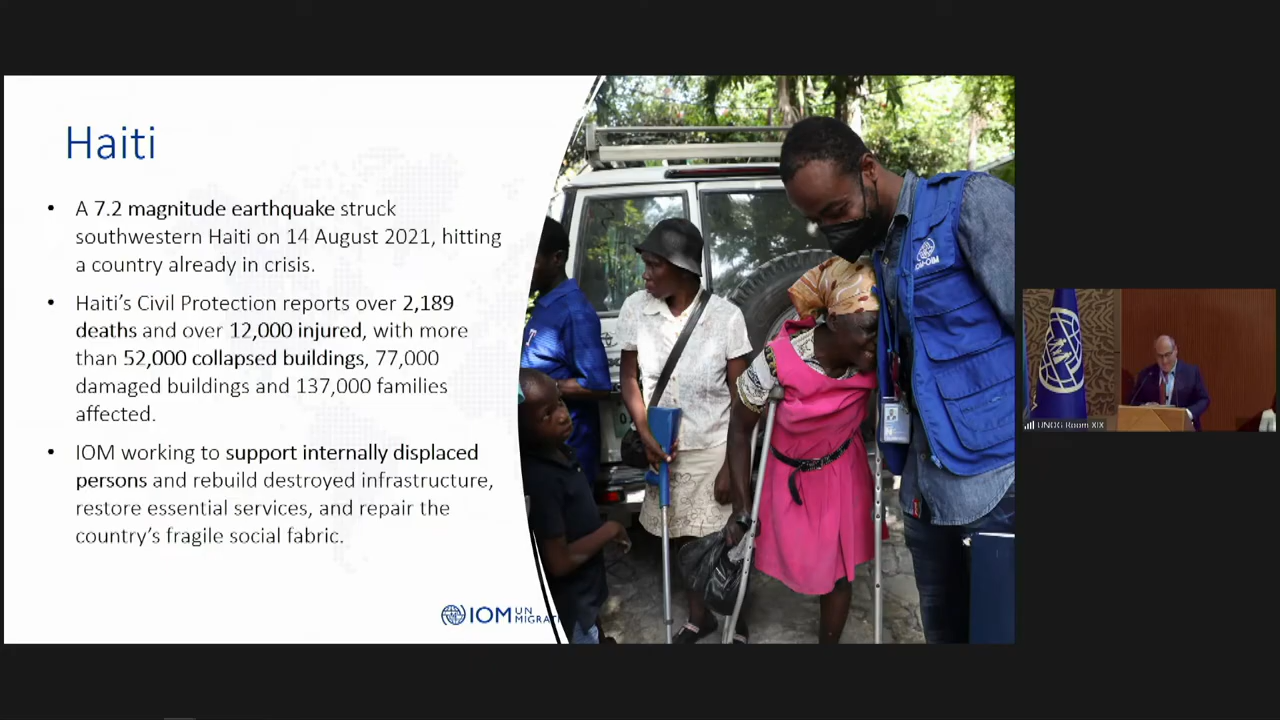 Haiti
• A 7.2 magnitude earthquake struck
southwestern Haiti on 14 August 2021, hitting
a country already in crisis.
• Haiti's Civil Protection reports over 2,189
deaths and over 12,000 injured, with more
than 52,000 collapsed buildings, 77,000
damaged buildings and 137,000 families
affected.
• IOM working to support internally displaced
persons and rebuild destroyed infrastructure,
restore essential services, and repair the
country's fragile social fabric.
IOM UN
MIGRAT
IOM•OIM
UNOG Room XIX